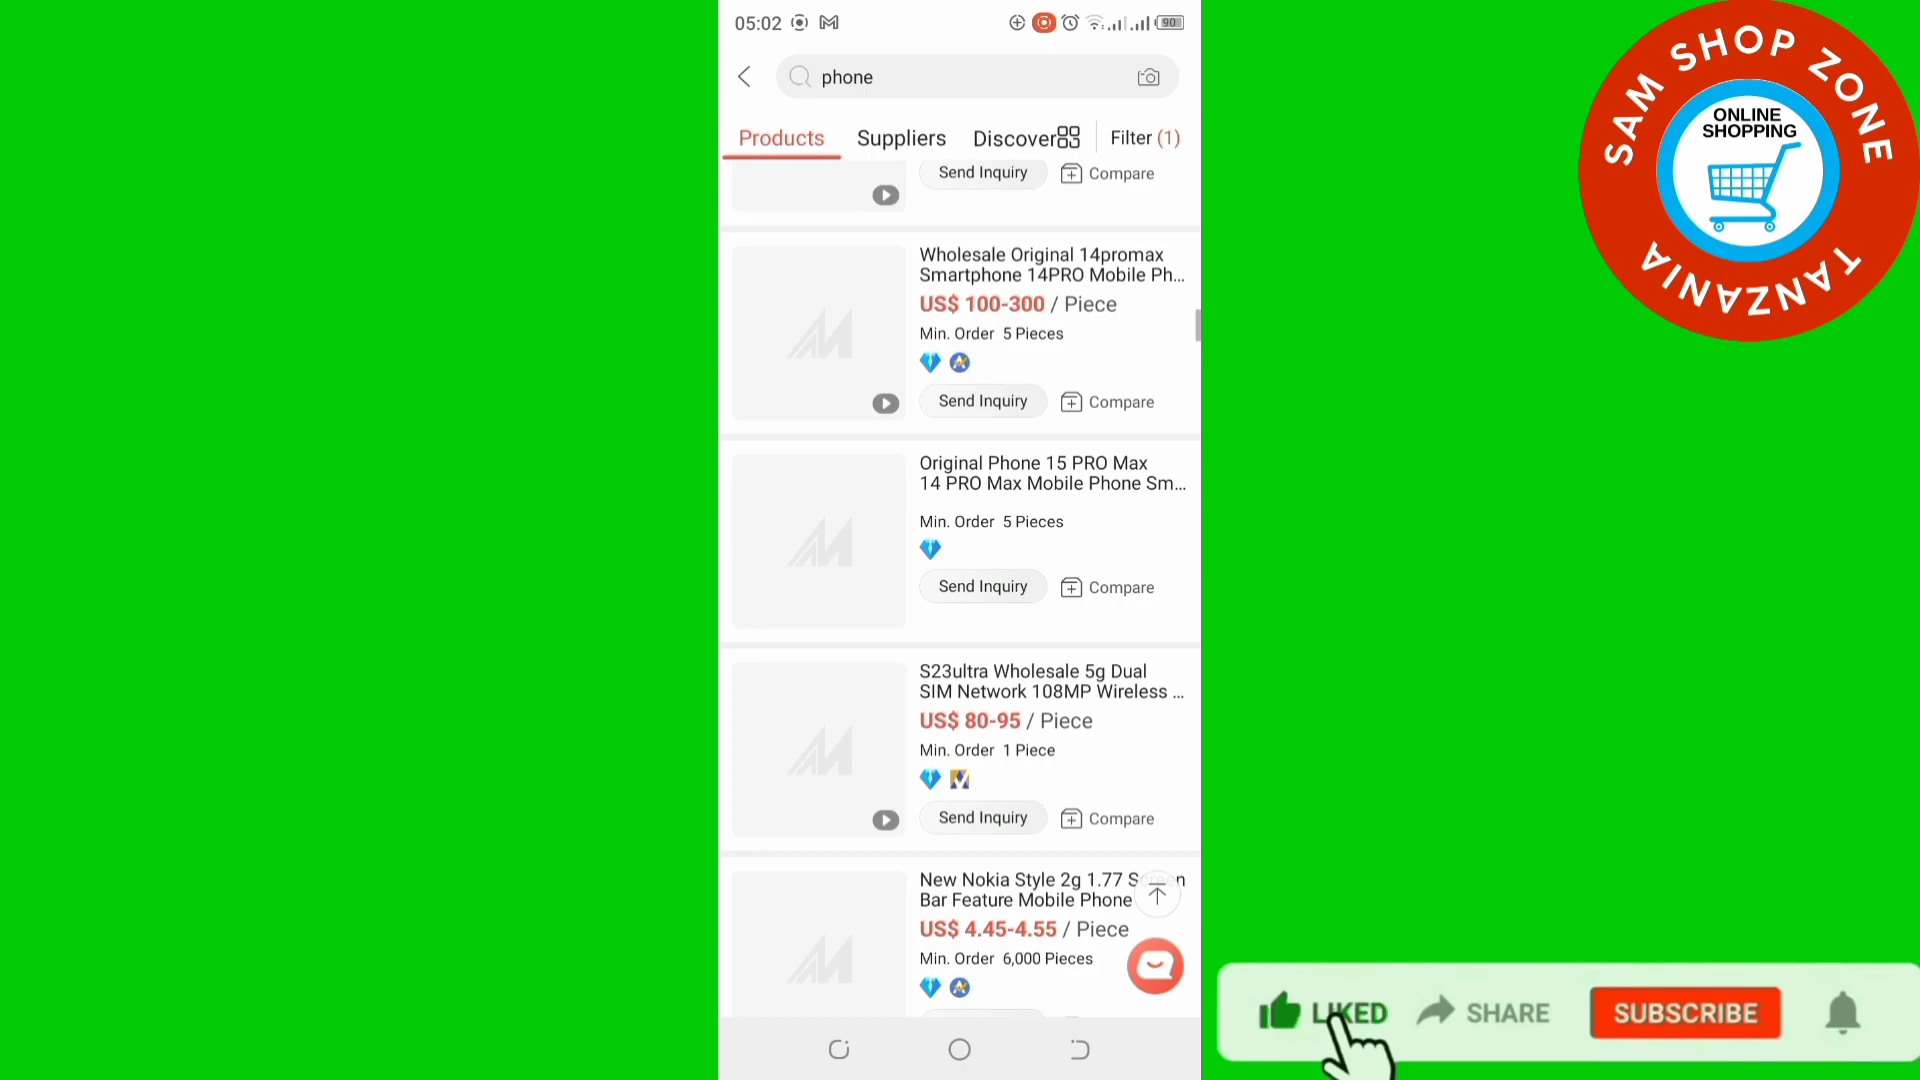 05:02
90
phone
Products Suppliers Discover Filter (1)
Send Inquiry Compare
Wholesale Original 14promax
Smartphone 14PRO Mobile Ph...
US$ 100-300 / Piece
Min. Order 5 Pieces
Send Inquiry Compare
Original Phone 15 PRO Max
14 PRO Max Mobile Phone Sm...
Min. Order 5 Pieces
Send Inquiry Compare
S23ultra Wholesale 5g Dual
SIM Network 108MP Wireless ...
US$ 80-95 / Piece
Min. Order 1 Piece
Send Inquiry Compare
New Nokia Style 2g 1.77 Screen
Bar Feature Mobile Phone
US$ 4.45-4.55 / Piece
Min. Order 6,000 Pieces
SAM SHOP ZONE
ONLINE
SHOPPING
TANZANIA
LIKED SHARE SUBSCRIBE